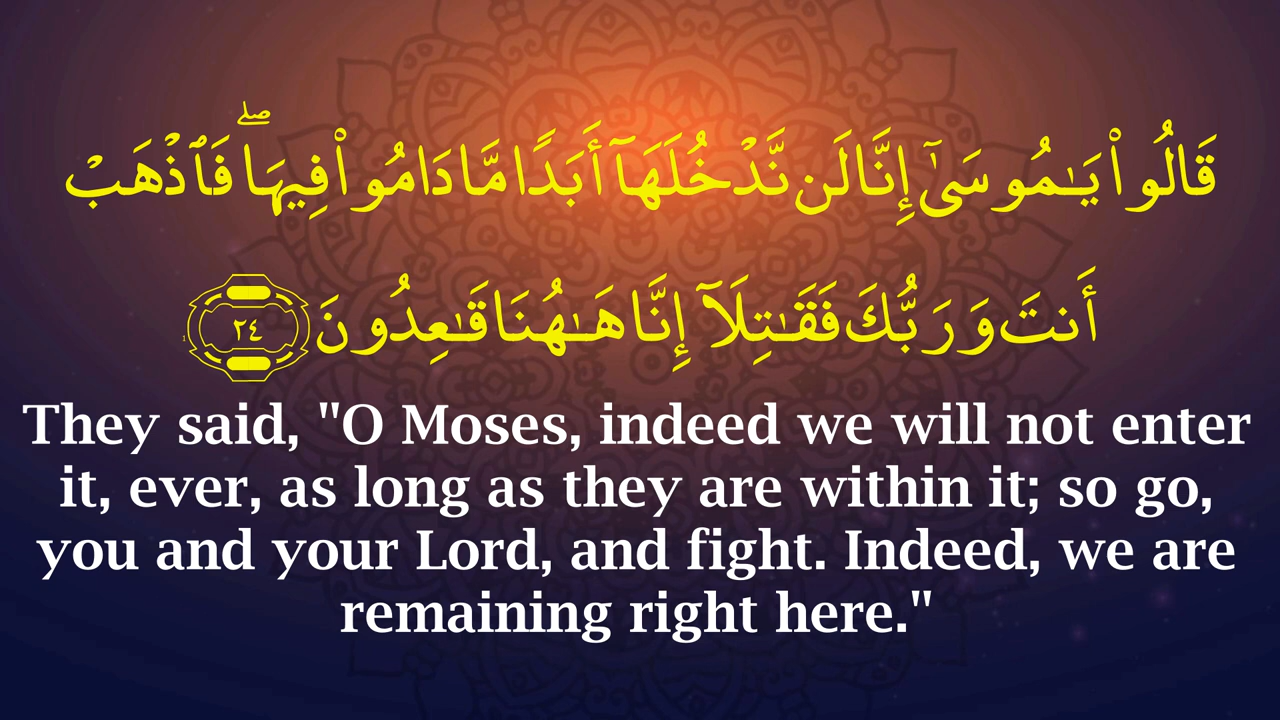 قَالُوا۟ يَـٰمُوسَىٰٓ إِنَّا لَن نَّدْخُلَهَآ أَبَدًا مَّا دَامُوا۟ فِيهَا ۖ فَٱذْهَبْ
أَنتَ وَرَبُّكَ فَقَـٰتِلَآ إِنَّا هَـٰهُنَا قَـٰعِدُونَ ٢٤
They said, "O Moses, indeed we will not enter
it, ever, as long as they are within it; so go,
you and your Lord, and fight. Indeed, we are
remaining right here."